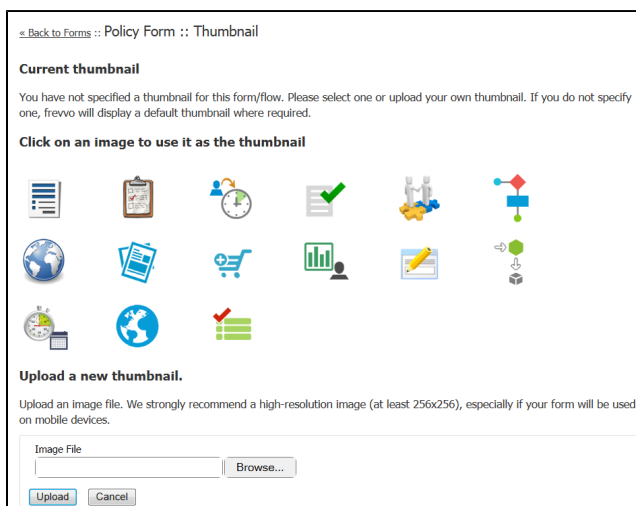 « Back to Forms :: Policy Form :: Thumbnail
Current thumbnail
You have not specified a thumbnail for this form/flow. Please select one or upload your own thumbnail. If you do not specify
one, frevvo will display a default thumbnail where required.
Click on an image to use it as the thumbnail
Upload a new thumbnail.
Upload an image file. We strongly recommend a high-resolution image (at least 256x256), especially if your form will be used
on mobile devices.
Image File
Browse...
Upload Cancel